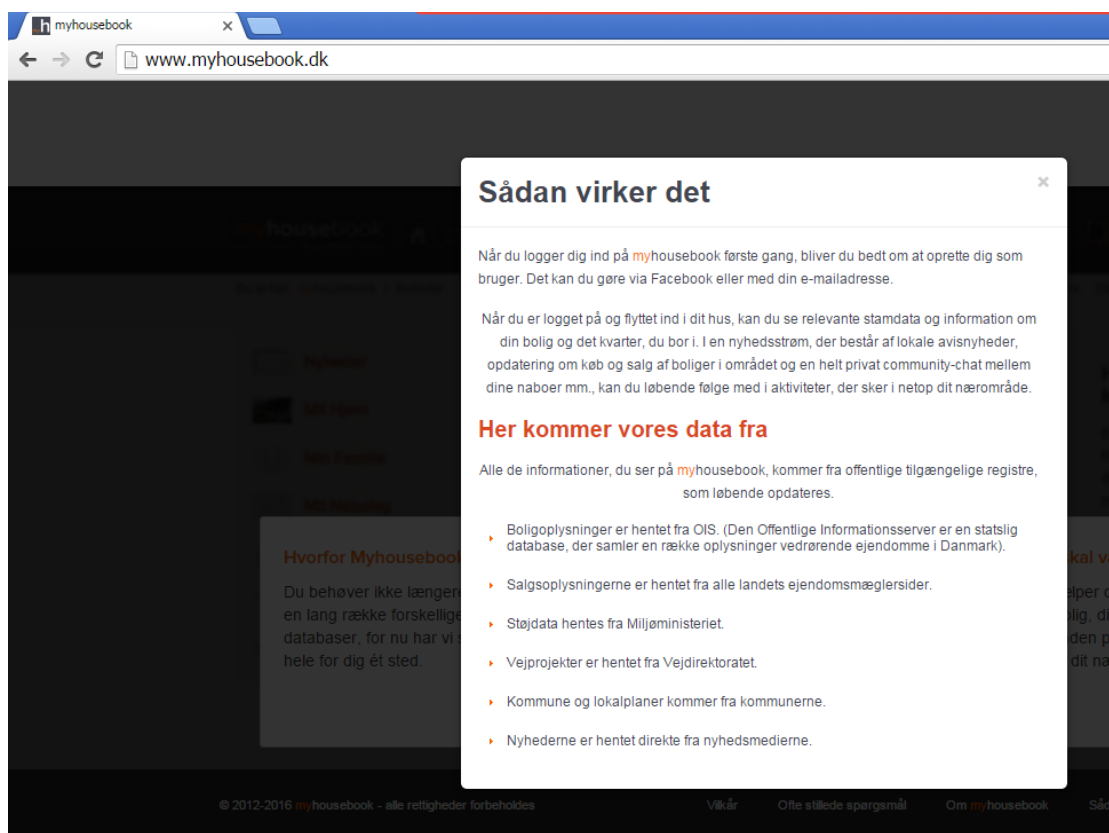 myhousebook
www.myhousebook.dk
Sådan virker det
Når du logger dig ind på myhousebook første gang, bliver du bedt om at oprette dig som
bruger. Det kan du gøre via Facebook eller med din e-mailadresse.
Når du er logget på og flyttet ind i dit hus, kan du se relevante stamdata og information om
din bolig og det kvarter, du bor i. I en nyhedsstrøm, der består af lokale avisnyheder,
opdatering om køb og salg af boliger i området og en helt privat community-chat mellem
dine naboer mm., kan du løbende følge med i aktiviteter, der sker i netop dit nærområde.
Her kommer vores data fra
Alle de informationer, du ser på myhousebook, kommer fra offentlige tilgængelige registre,
som løbende opdateres.
Boligoplysninger er hentet fra OIS. (Den Offentlige Informationsserver er en statslig
database, der samler en række oplysninger vedrørende ejendomme i Danmark).
Salgsoplysningerne er hentet fra alle landets ejendomsmæglersider.
Støjdata hentes fra Miljøministeriet.
Vejprojekter er hentet fra Vejdirektoratet.
Kommune og lokalplaner kommer fra kommunerne.
Nyhederne er hentet direkte fra nyhedsmedierne.
myhousebook
Nyheder
Mit Hjem
Hvorfor Myhousebook
Du behøver ikke længere
en lang række forskellige
databaser, for nu har vi
hele for dig ét sted.
© 2012-2016 myhousebook - alle rettigheder forbeholdes
Vilkår
Ofte stillede spørgsmål
Om myhousebook